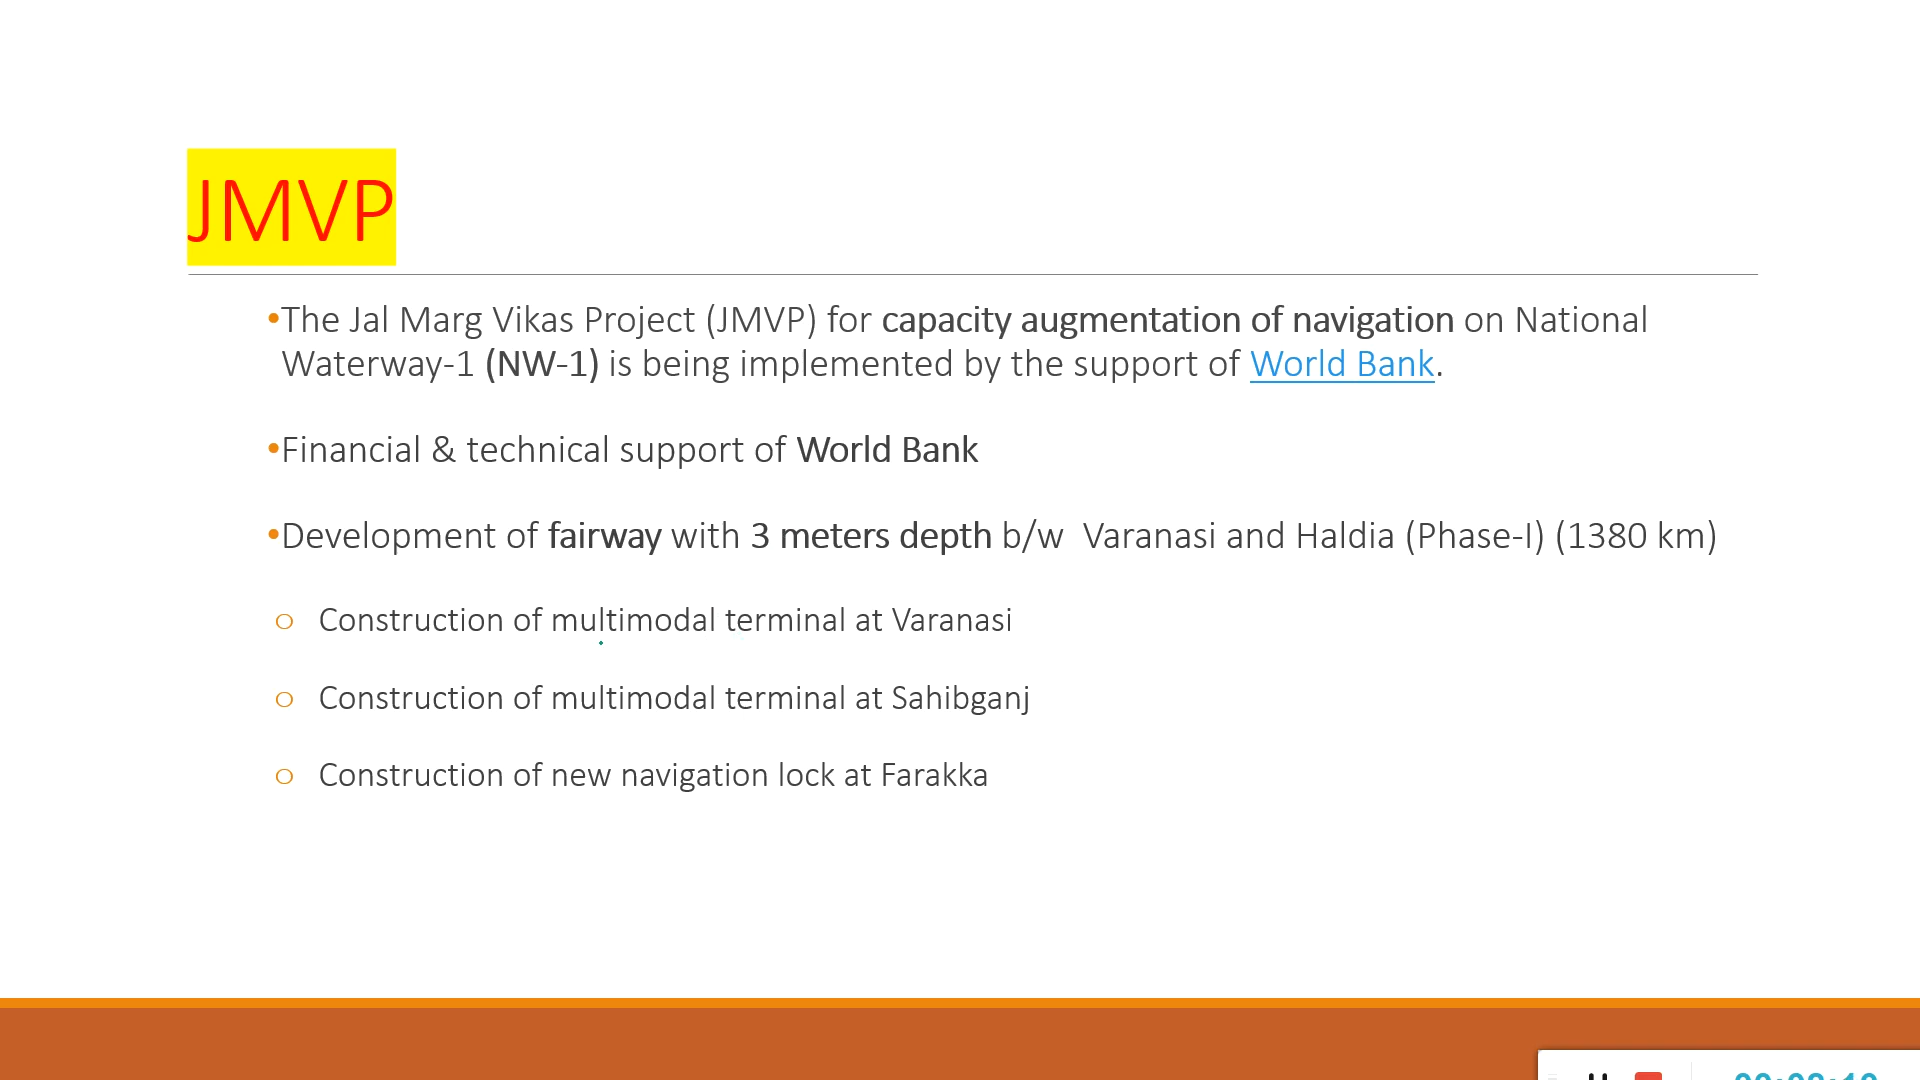 JMVP
•The Jal Marg Vikas Project (JMVP) for capacity augmentation of navigation on National
Waterway-1 (NW-1) is being implemented by the support of World Bank.
•Financial & technical support of World Bank
•Development of fairway with 3 meters depth b/w  Varanasi and Haldia (Phase-I) (1380 km)
o Construction of multimodal terminal at Varanasi
o Construction of multimodal terminal at Sahibganj
o Construction of new navigation lock at Farakka